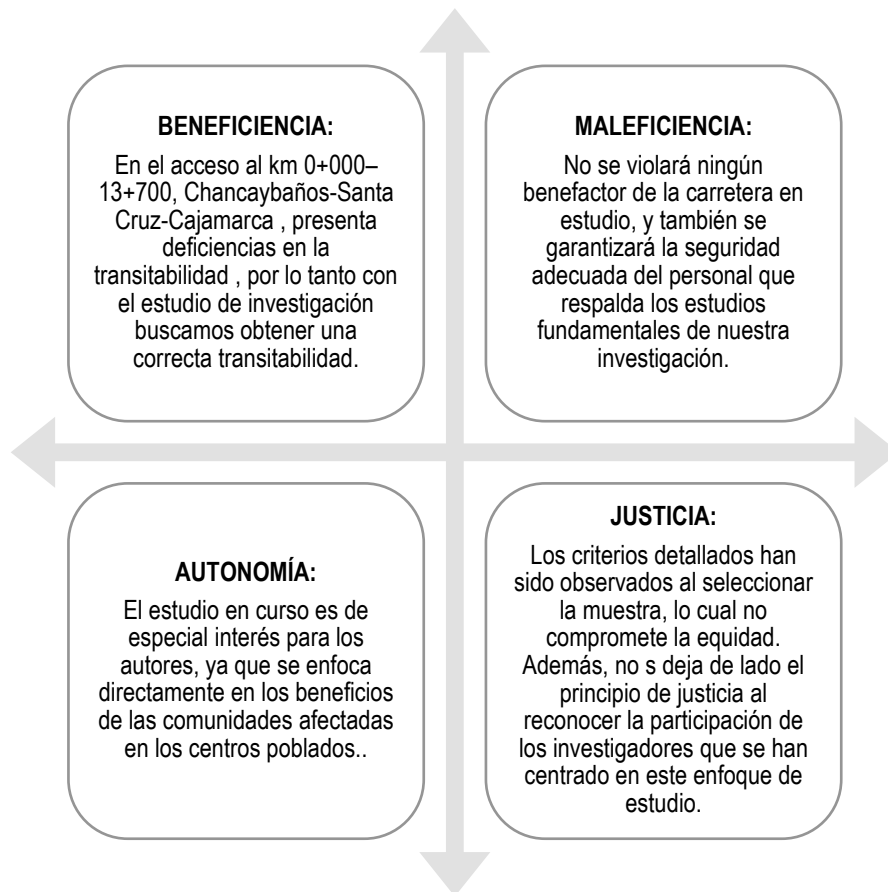 BENEFICIENCIA:
En el acceso al km 0+000–
13+700, Chancaybaños-Santa
Cruz-Cajamarca , presenta
deficiencias en la
transitabilidad , por lo tanto con
el estudio de investigación
buscamos obtener una
correcta transitabilidad.
MALEFICIENCIA:
No se violará ningún
benefactor de la carretera en
estudio, y también se
garantizará la seguridad
adecuada del personal que
respalda los estudios
fundamentales de nuestra
investigación.
AUTONOMÍA:
El estudio en curso es de
especial interés para los
autores, ya que se enfoca
directamente en los beneficios
de las comunidades afectadas
en los centros poblados..
JUSTICIA:
Los criterios detallados han
sido observados al seleccionar
la muestra, lo cual no
compromete la equidad.
Además, no s deja de lado el
principio de justicia al
reconocer la participación de
los investigadores que se han
centrado en este enfoque de
estudio.